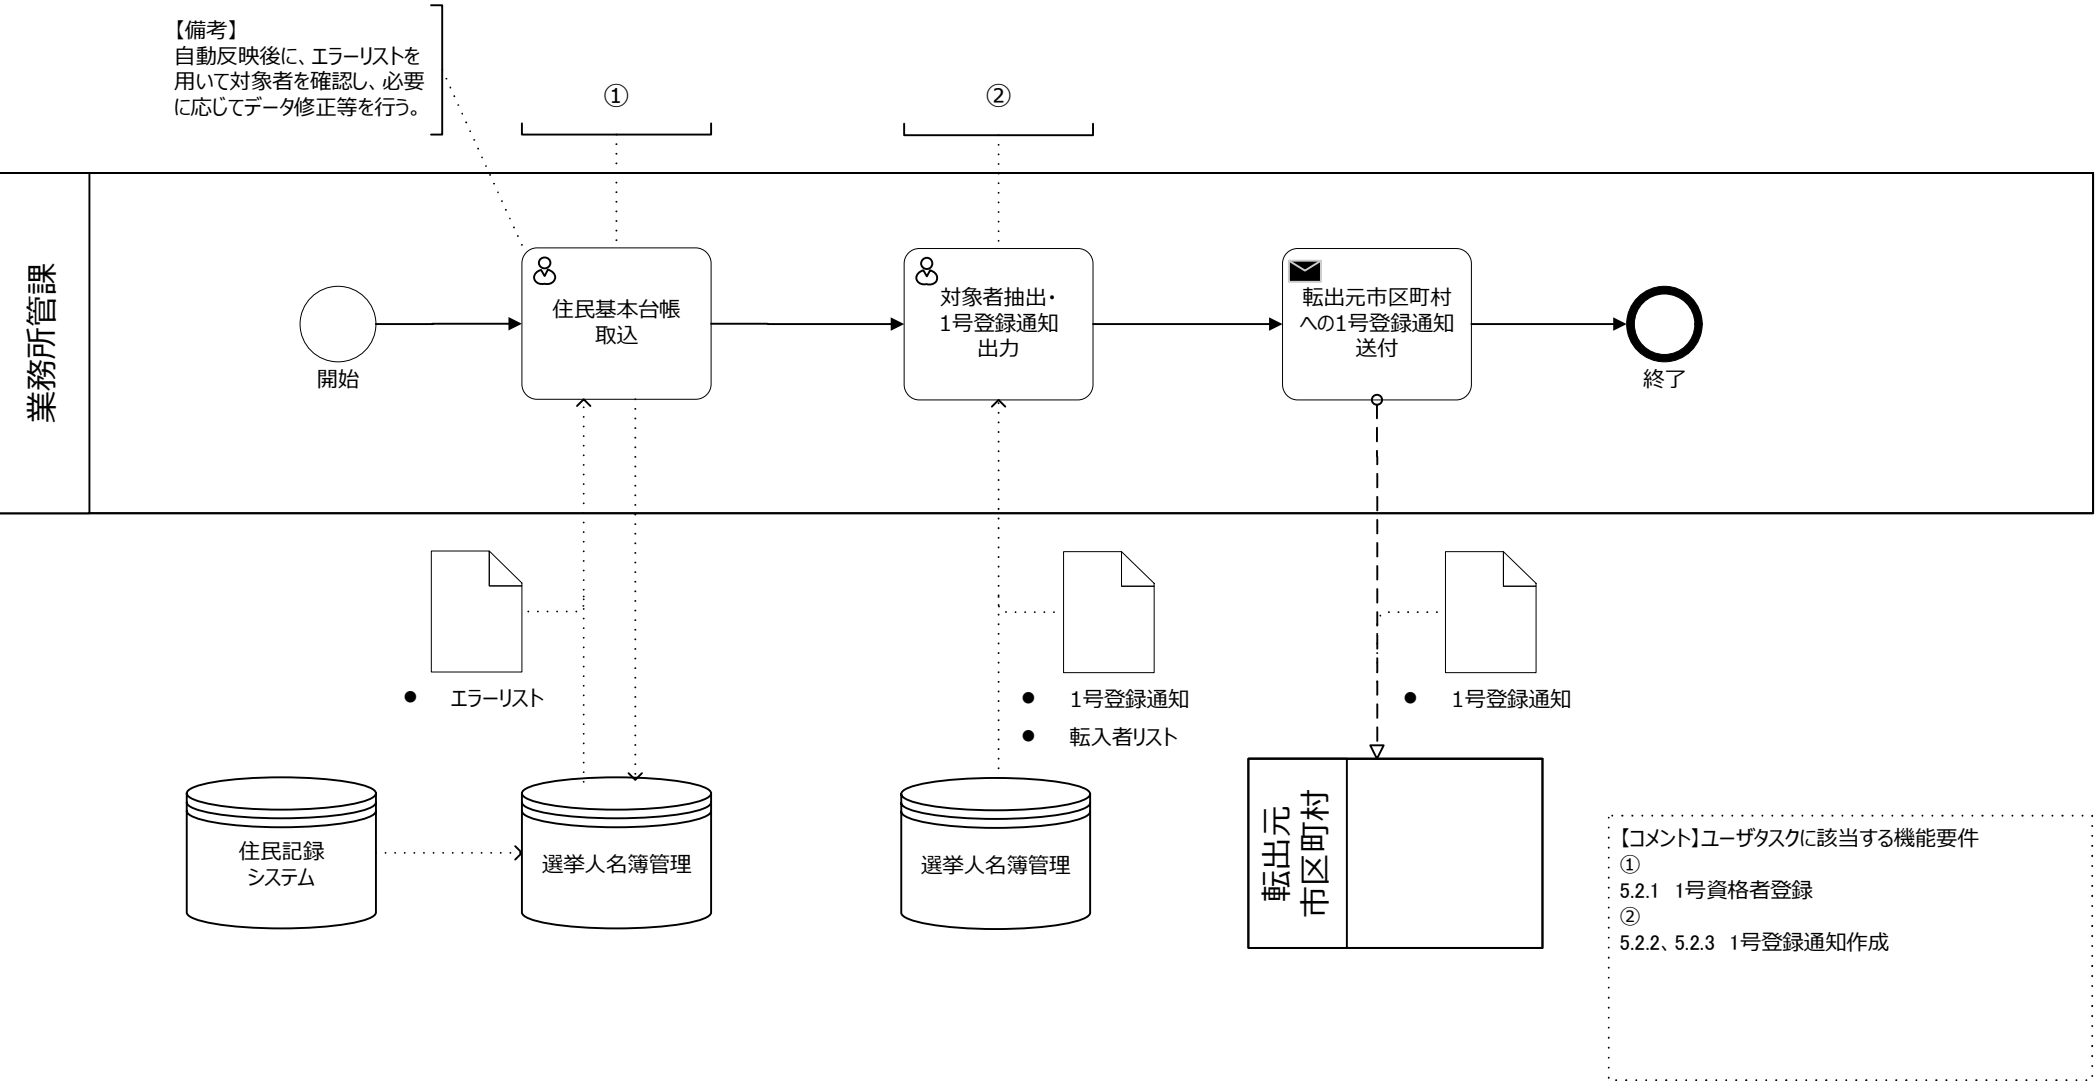 【備考】
自動反映後に、エラーリストを
用いて対象者を確認し、必要
に応じてデータ修正等を行う。
①
②
業務所管課
開始
住民基本台帳
取込
対象者抽出・
1号登録通知
出力
転出元市区町村
への1号登録通知
送付
終了
● エラーリスト
● 1号登録通知
● 転入者リスト
● 1号登録通知
住民記録
システム
選挙人名簿管理
選挙人名簿管理
転出元
市区町村
【コメント】ユーザタスクに該当する機能要件
①
5.2.1 1号資格者登録
②
5.2.2、5.2.3 1号登録通知作成